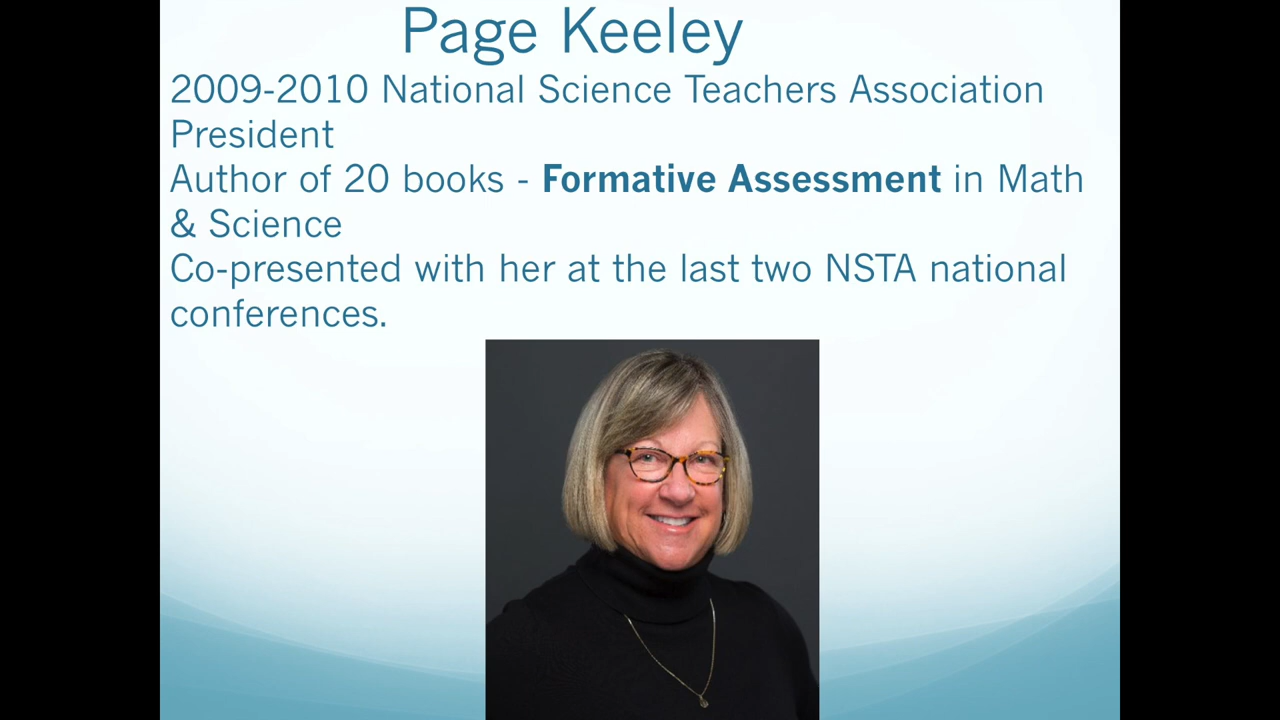 Page Keeley
2009-2010 National Science Teachers Association
President
Author of 20 books - Formative Assessment in Math
& Science
Co-presented with her at the last two NSTA national
conferences.